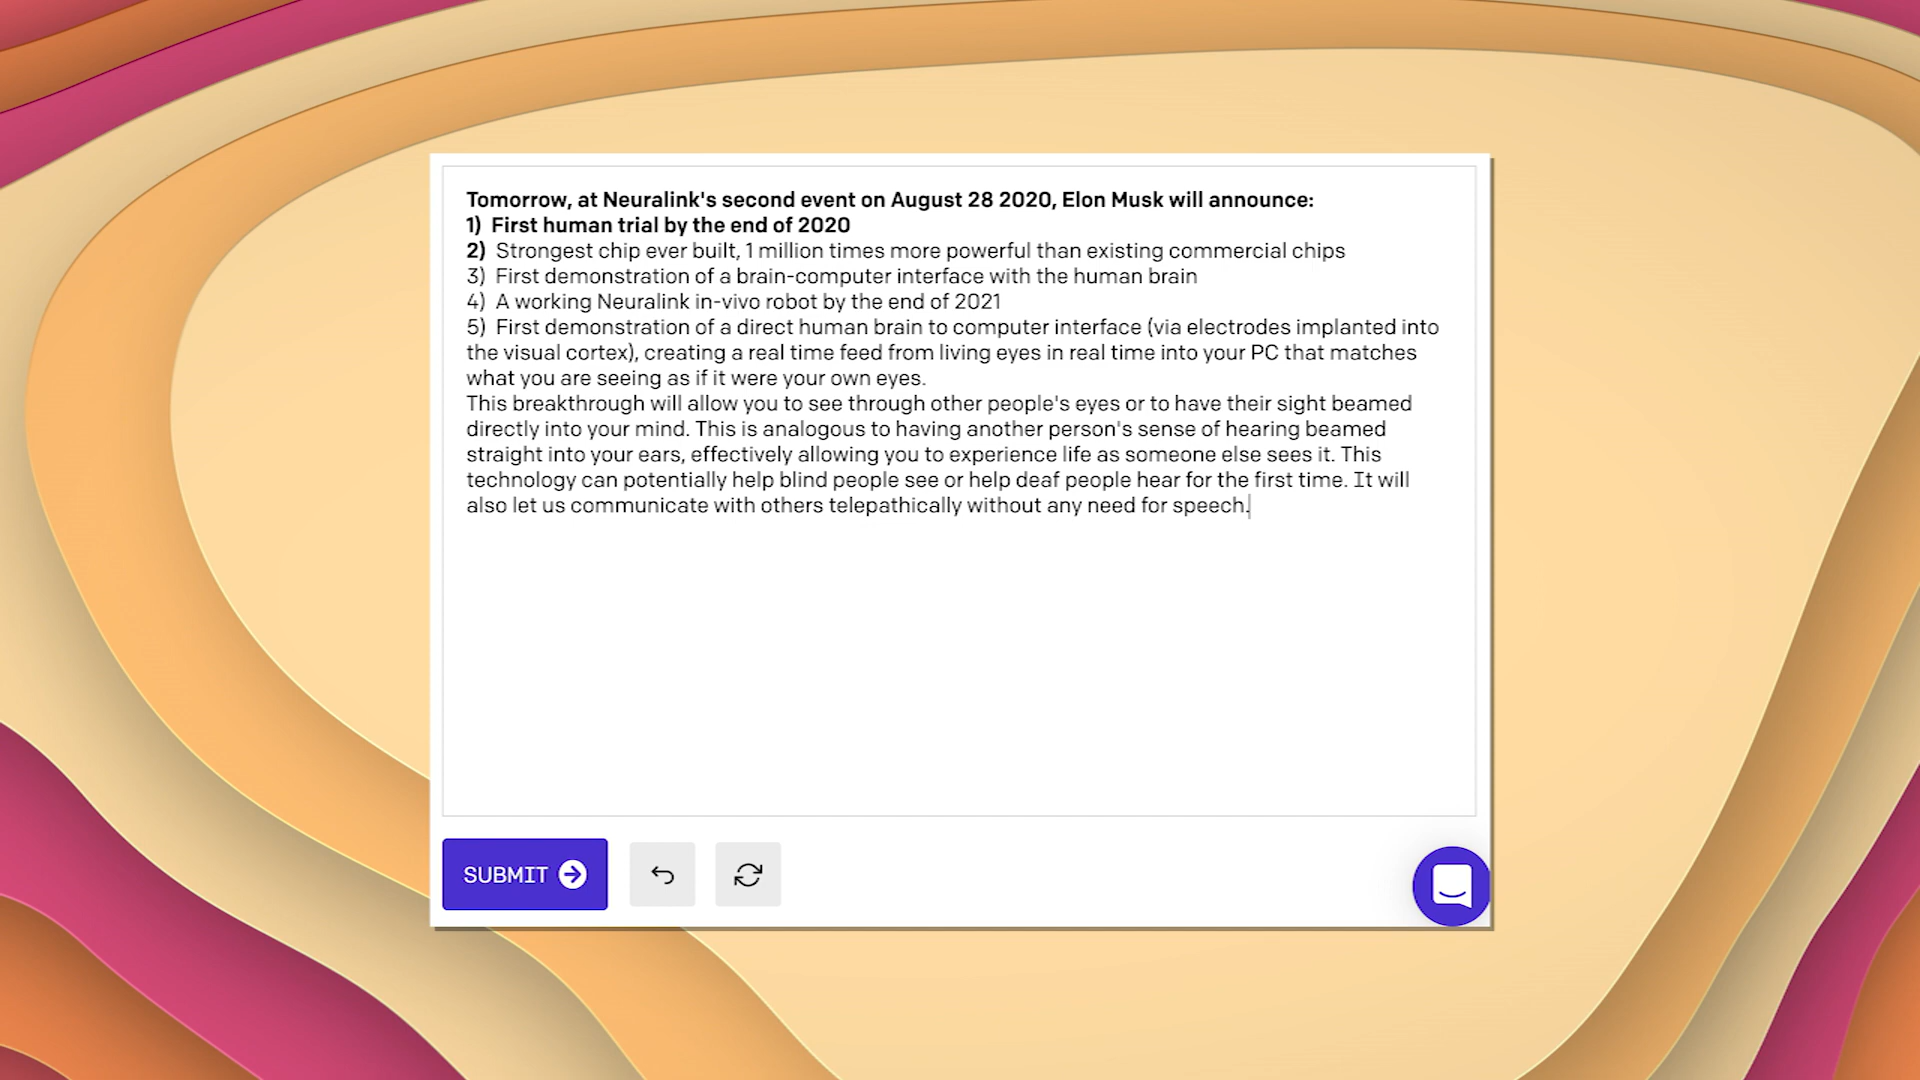 Tomorrow, at Neuralink's second event on August 28 2020, Elon Musk will announce:
1) First human trial by the end of 2020
2) Strongest chip ever built, 1 million times more powerful than existing commercial chips
3) First demonstration of a brain-computer interface with the human brain
4) A working Neuralink in-vivo robot by the end of 2021
5) First demonstration of a direct human brain to computer interface (via electrodes implanted into
the visual cortex), creating a real time feed from living eyes in real time into your PC that matches
what you are seeing as if it were your own eyes.
This breakthrough will allow you to see through other people's eyes or to have their sight beamed
directly into your mind. This is analogous to having another person's sense of hearing beamed
straight into your ears, effectively allowing you to experience life as someone else sees it. This
technology can potentially help blind people see or help deaf people hear for the first time. It will
also let us communicate with others telepathically without any need for speech.
SUBMIT